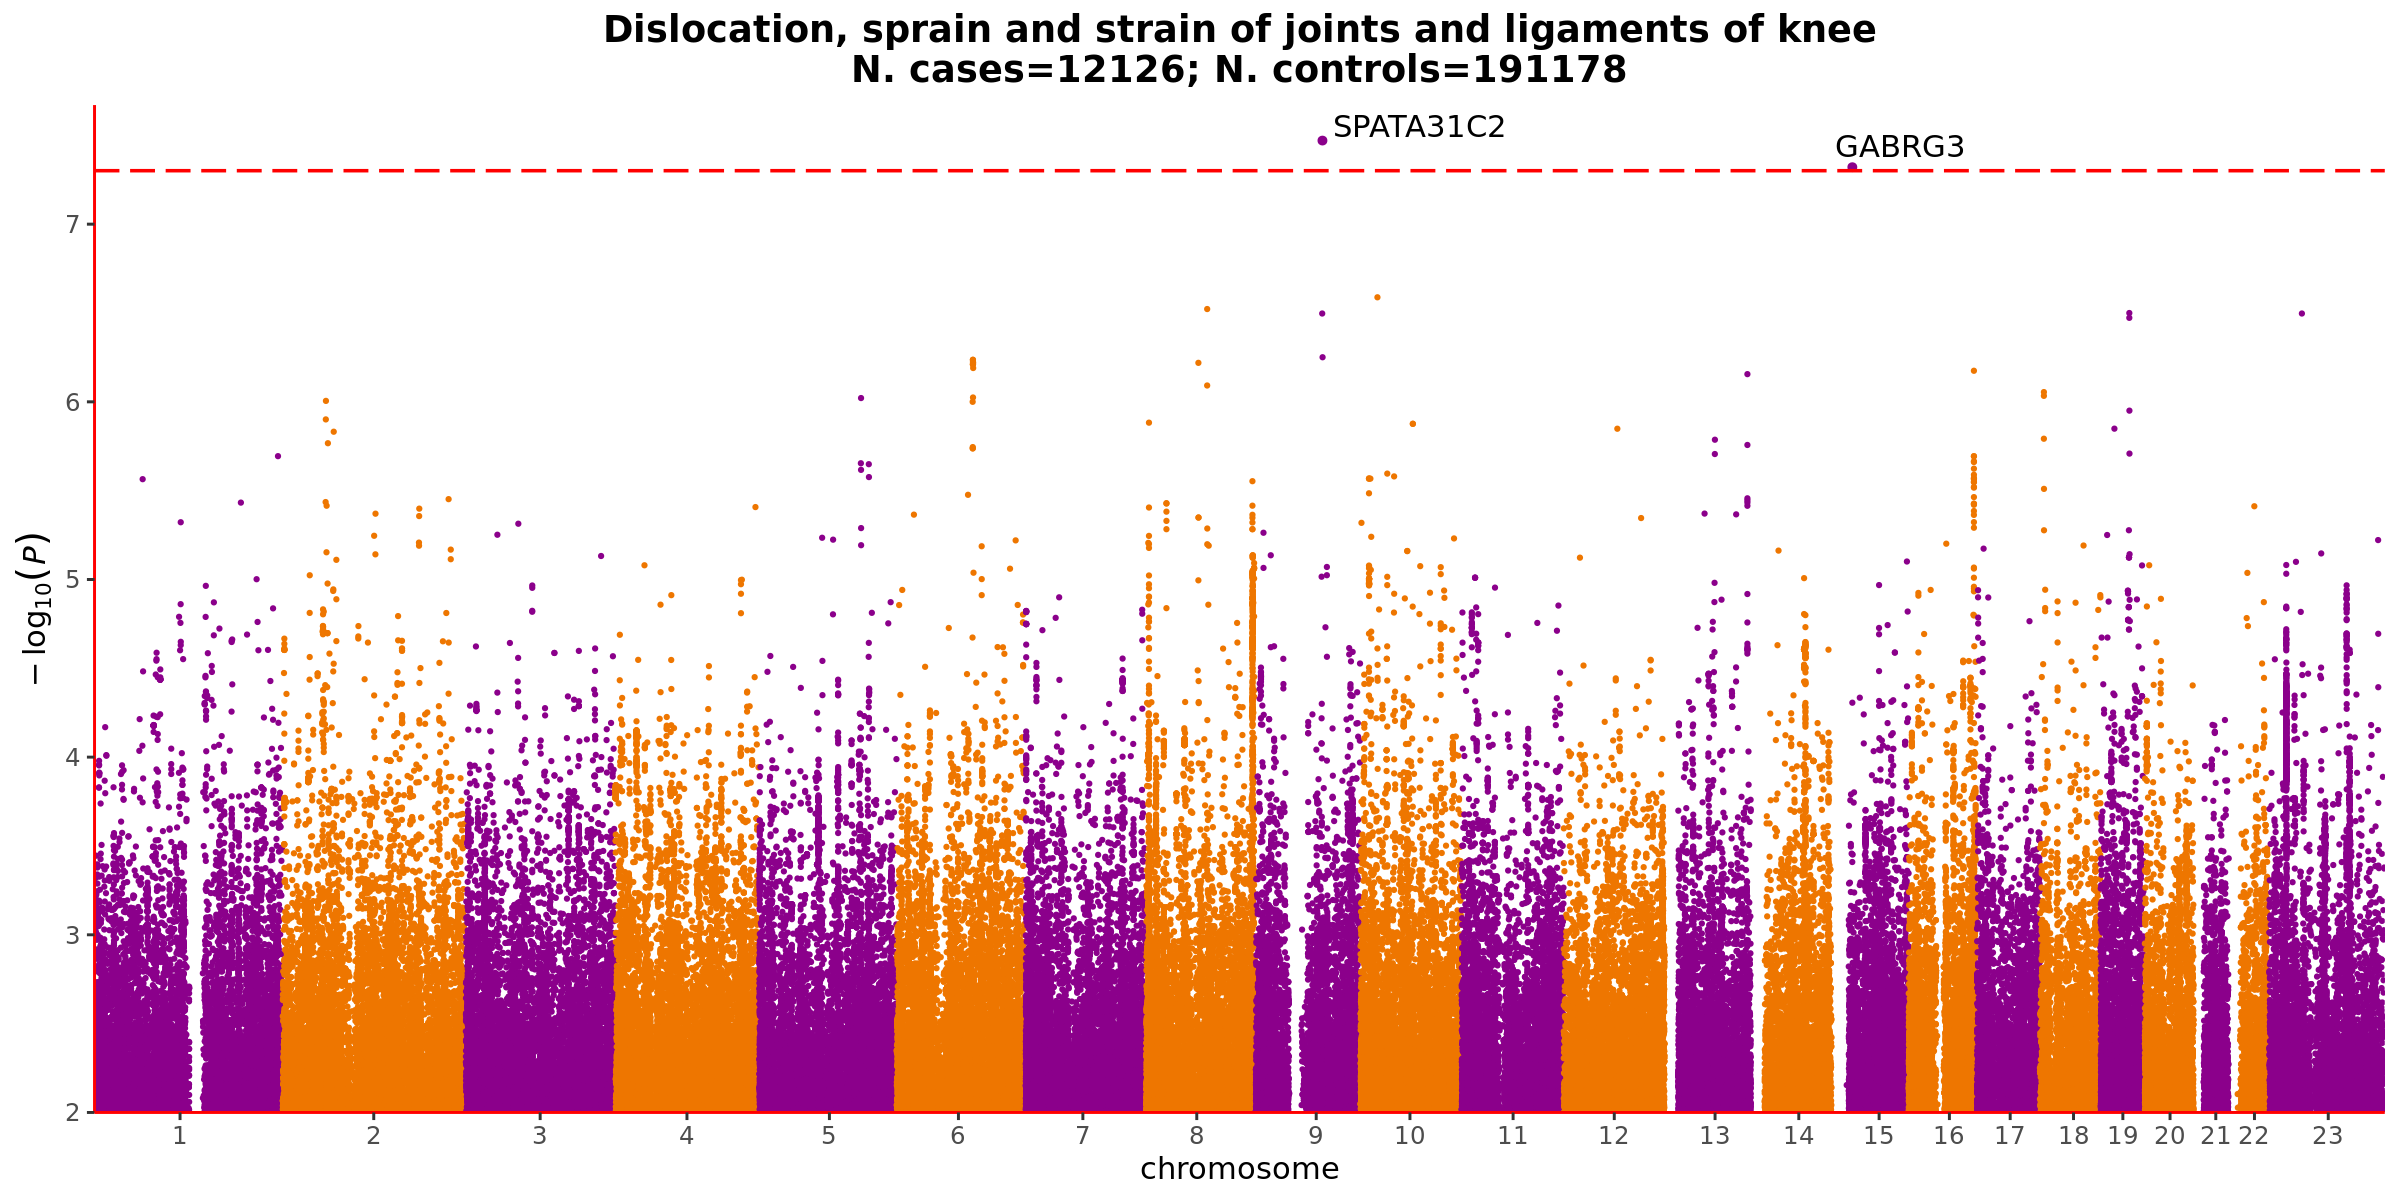 Dislocation, sprain and strain of joints and ligaments of knee
N. cases=12126; N. controls=191178
SPATA31C2
GABRG3
7
6
5
4
3
2
−log10(P)
1 2 3 4 5 6 7 8 9 10 11 12 13 14 15 16 17 18 19 20 21 22 23
chromosome